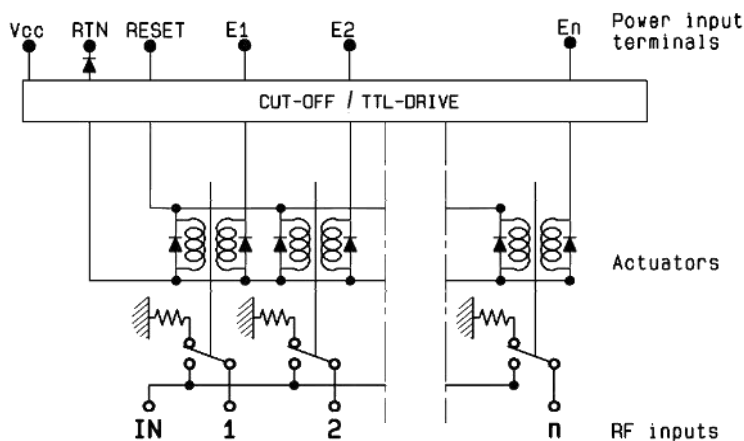 Vcc RTN RESET E1 E2 En Power input
terminals
CUT-OFF / TTL-DRIVE
Actuators
IN 1 2 n RF inputs